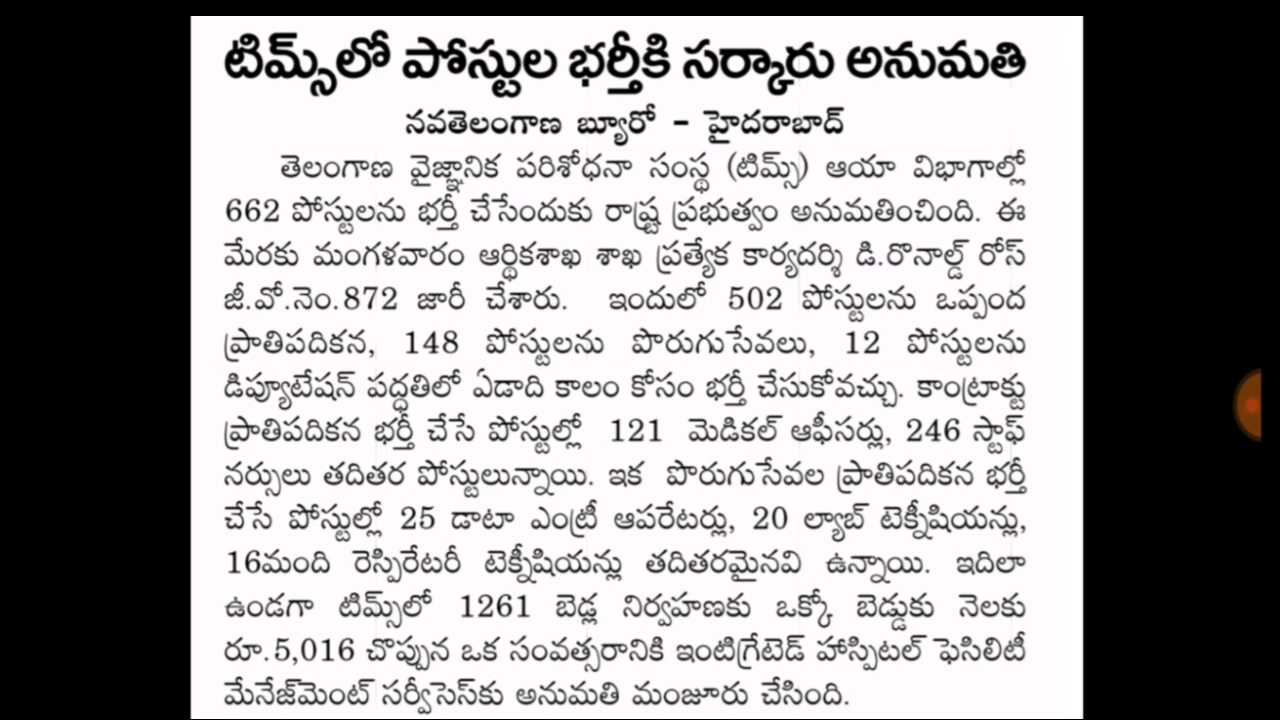 టిమ్స్‌లో పోస్టుల భర్తీకి సర్కారు అనుమతి
నవతెలంగాణ బ్యూరో - హైదరాబాద్
తెలంగాణ వైజ్ఞానిక పరిశోధనా సంస్థ (టిమ్స్) ఆయా విభాగాల్లో
662 పోస్టులను భర్తీ చేసేందుకు రాష్ట్ర ప్రభుత్వం అనుమతించింది. ఈ
మేరకు మంగళవారం ఆర్థికశాఖ శాఖ ప్రత్యేక కార్యదర్శి డి.రొనాల్డ్ రోస్
జీ.వో.నెం.872 జారీ చేశారు. ఇందులో 502 పోస్టులను ఒప్పంద
ప్రాతిపదికన, 148 పోస్టులను పొరుగుసేవలు, 12 పోస్టులను
డిప్యూటేషన్ పద్ధతిలో ఏడాది కాలం కోసం భర్తీ చేసుకోవచ్చు. కాంట్రాక్టు
ప్రాతిపదికన భర్తీ చేసే పోస్టుల్లో 121 మెడికల్ ఆఫీసర్లు, 246 స్టాఫ్
నర్సులు తదితర పోస్టులున్నాయి. ఇక పొరుగుసేవల ప్రాతిపదికన భర్తీ
చేసే పోస్టుల్లో 25 డాటా ఎంట్రీ ఆపరేటర్లు, 20 ల్యాబ్ టెక్నీషియన్లు,
16మంది రెస్పిరేటరీ టెక్నీషియన్లు తదితరమైనవి ఉన్నాయి. ఇదిలా
ఉండగా టిమ్స్‌లో 1261 బెడ్ల నిర్వహణకు ఒక్కో బెడ్డుకు నెలకు
రూ.5,016 చొప్పున ఒక సంవత్సరానికి ఇంటిగ్రేటెడ్ హాస్పిటల్ ఫెసిలిటీ
మేనేజ్‌మెంట్ సర్వీసెస్‌కు అనుమతి మంజూరు చేసింది.